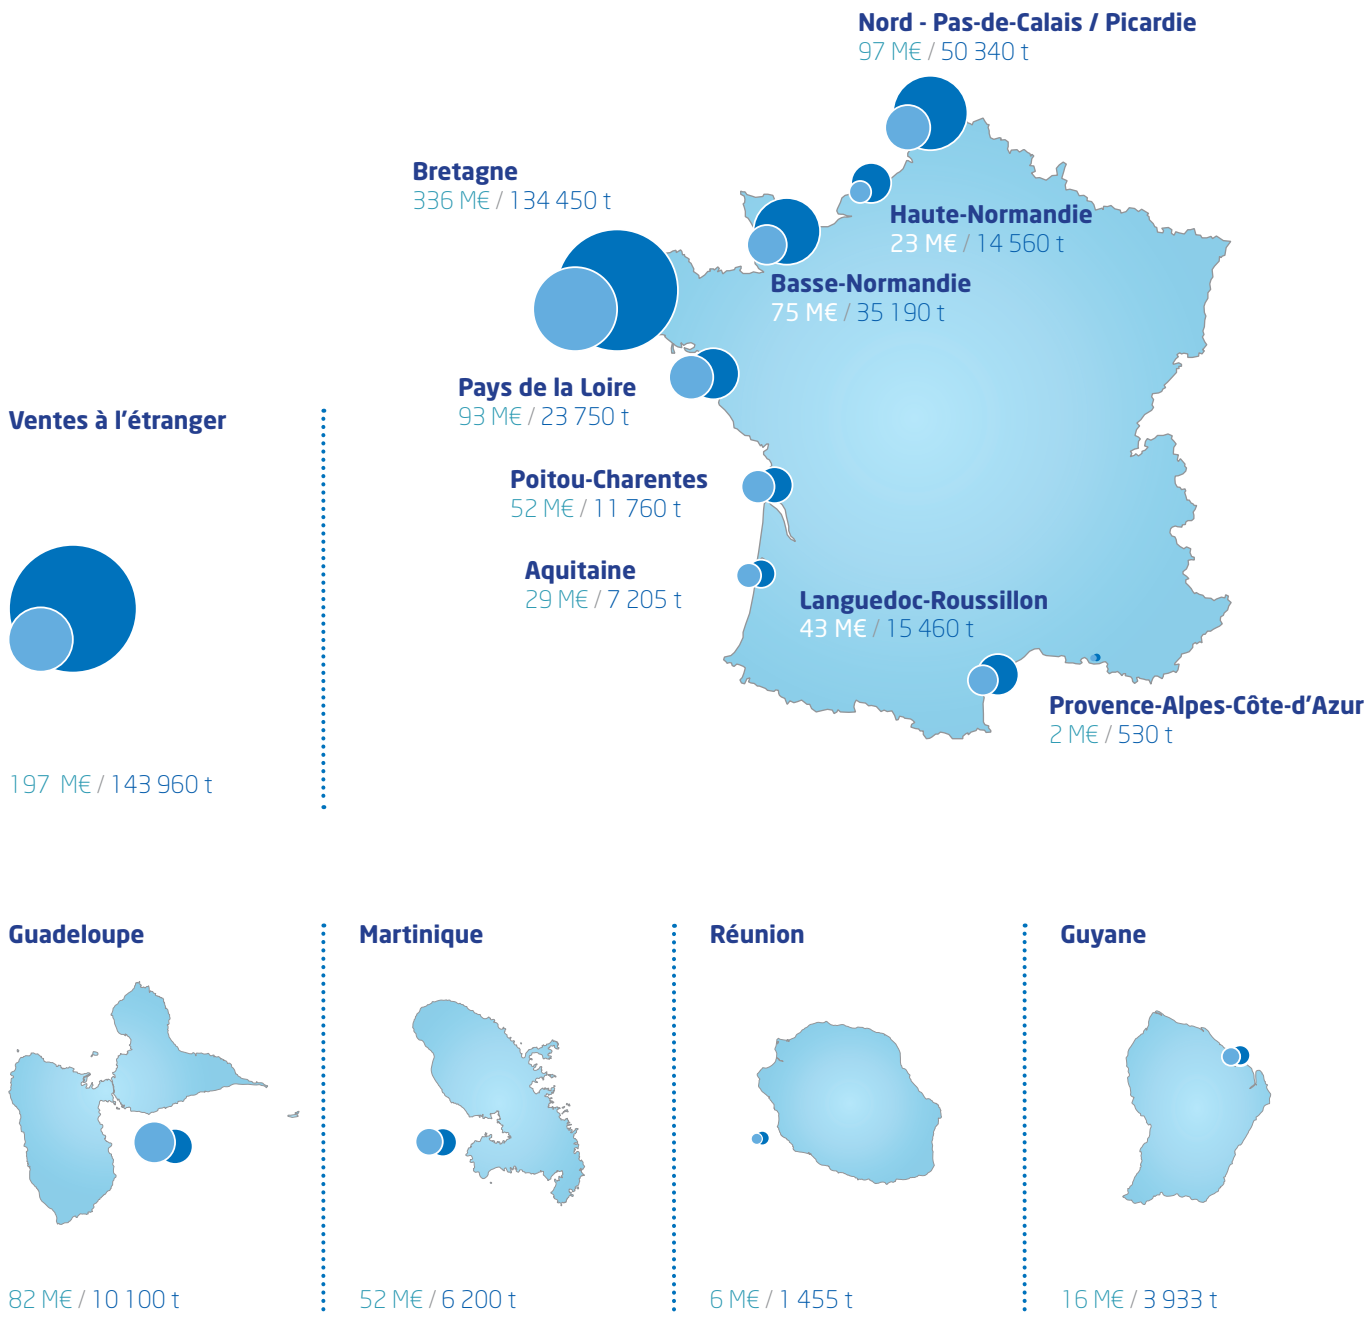 Nord - Pas-de-Calais / Picardie
97 M€ / 50 340 t
Bretagne
336 M€ / 134 450 t
Haute-Normandie
23 M€ / 14 560 t
Basse-Normandie
75 M€ / 35 190 t
Pays de la Loire
93 M€ / 23 750 t
Ventes à l’étranger
197 M€ / 143 960 t
Poitou-Charentes
52 M€ / 11 760 t
Aquitaine
29 M€ / 7 205 t
Languedoc-Roussillon
43 M€ / 15 460 t
Provence-Alpes-Côte-d’Azur
2 M€ / 530 t
Guadeloupe
82 M€ / 10 100 t
Martinique
52 M€ / 6 200 t
Réunion
6 M€ / 1 455 t
Guyane
16 M€ / 3 933 t